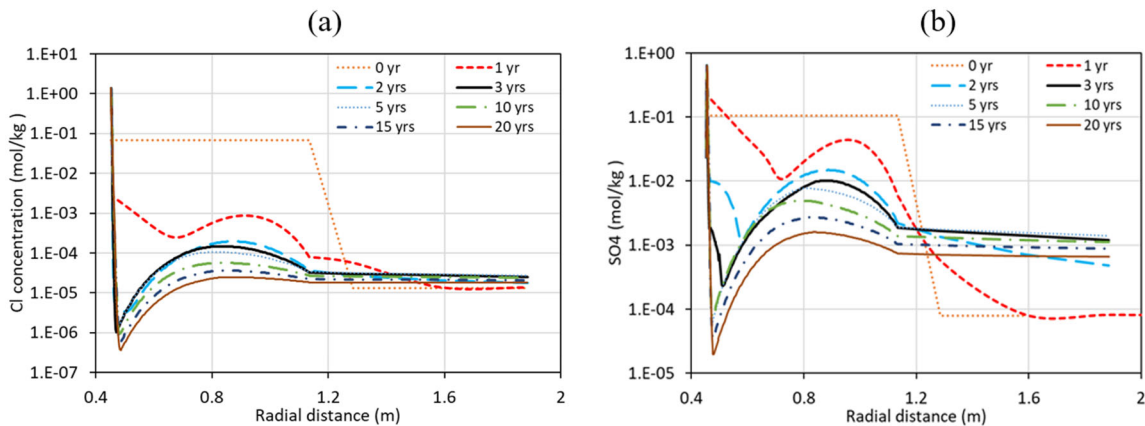 (a)
1.E+01
1.E+00
1.E-01
1.E-02
1.E-03
1.E-04
1.E-05
1.E-06
1.E-07
Cl concentration (mol/kg)
0 yr
1 yr
2 yrs
3 yrs
5 yrs
10 yrs
15 yrs
20 yrs
0.4
0.8
1.2
1.6
2
Radial distance (m)
(b)
1.E+00
1.E-01
1.E-02
1.E-03
1.E-04
1.E-05
SO4 (mol/kg)
0 yr
1 yr
2 yrs
3 yrs
5 yrs
10 yrs
15 yrs
20 yrs
0.4
0.8
1.2
1.6
2
Radial distance (m)